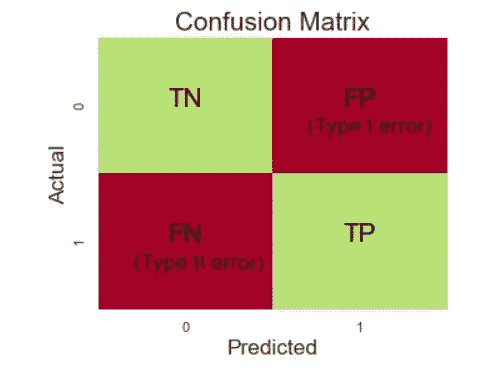 Confusion Matrix
TN
FP
(Type I error)
0
Actual
1
FN
(Type II error)
TP
0
1
Predicted